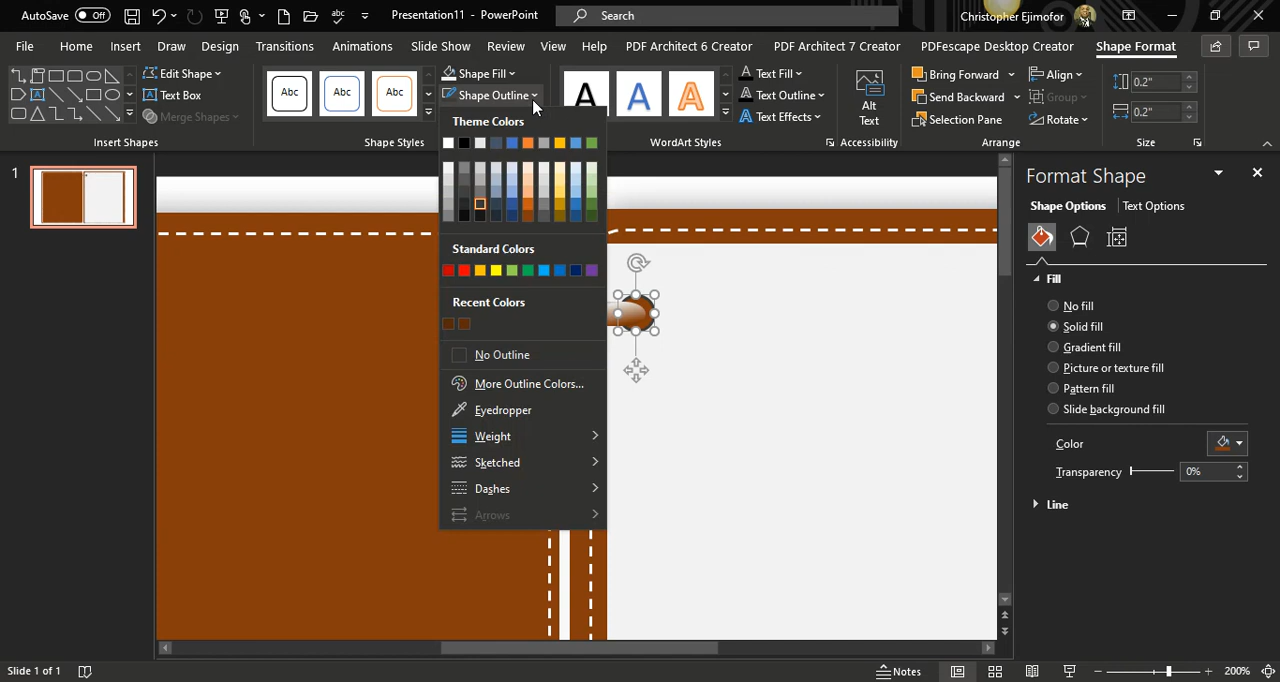 AutoSave Off Presentation11 - PowerPoint Search Christopher Ejimofor
File Home Insert Draw Design Transitions Animations Slide Show Review View Help PDF Architect 6 Creator PDF Architect 7 Creator PDFescape Desktop Creator Shape Format
Edit Shape
Text Box
Merge Shapes
Insert Shapes
Abc Abc Abc
Shape Styles
Shape Fill
Shape Outline
A A A
Text Fill
Text Outline
Text Effects
WordArt Styles
Alt
Text
Accessibility
Bring Forward
Send Backward
Selection Pane
Align
Group
Rotate
Arrange
0.2"
0.2"
Size
Theme Colors
Standard Colors
Recent Colors
No Outline
More Outline Colors...
Eyedropper
Weight
Sketched
Dashes
Arrows
1
Format Shape
Shape Options Text Options
Fill
No fill
Solid fill
Gradient fill
Picture or texture fill
Pattern fill
Slide background fill
Color
Transparency 0%
Line
Slide 1 of 1 Notes 200%